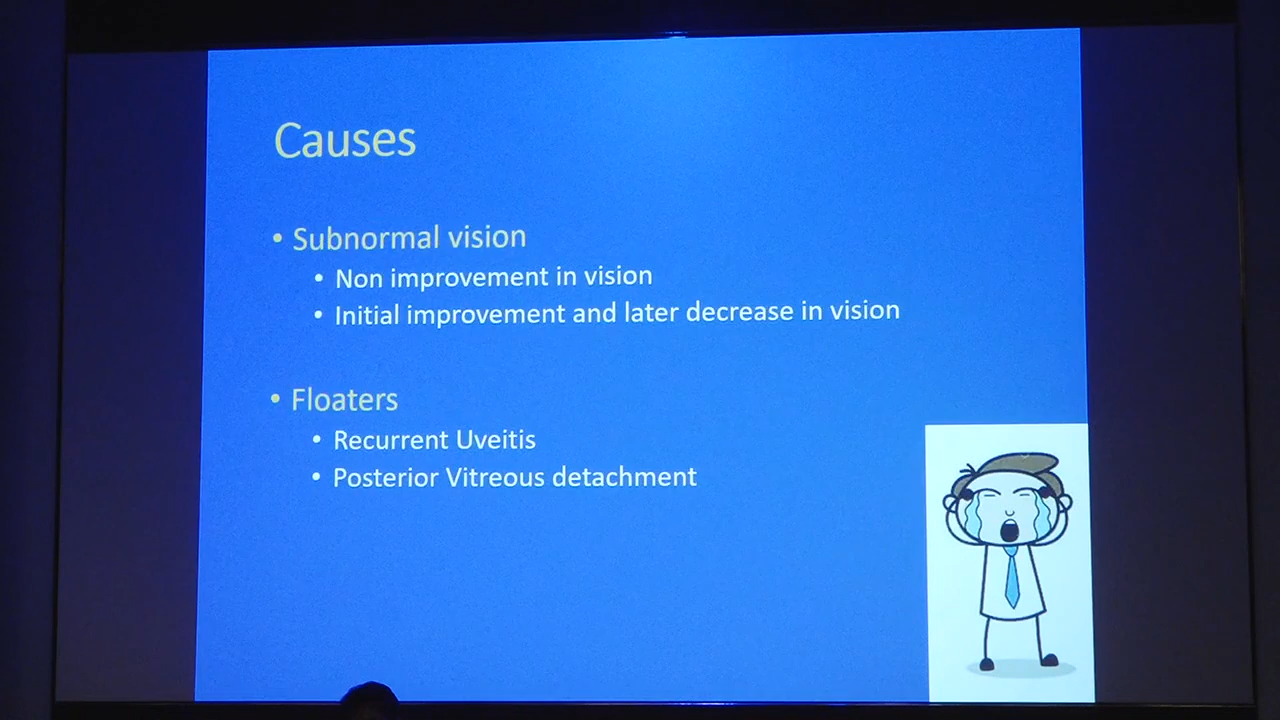 Causes
• Subnormal vision
• Non improvement in vision
• Initial improvement and later decrease in vision
• Floaters
• Recurrent Uveitis
• Posterior Vitreous detachment